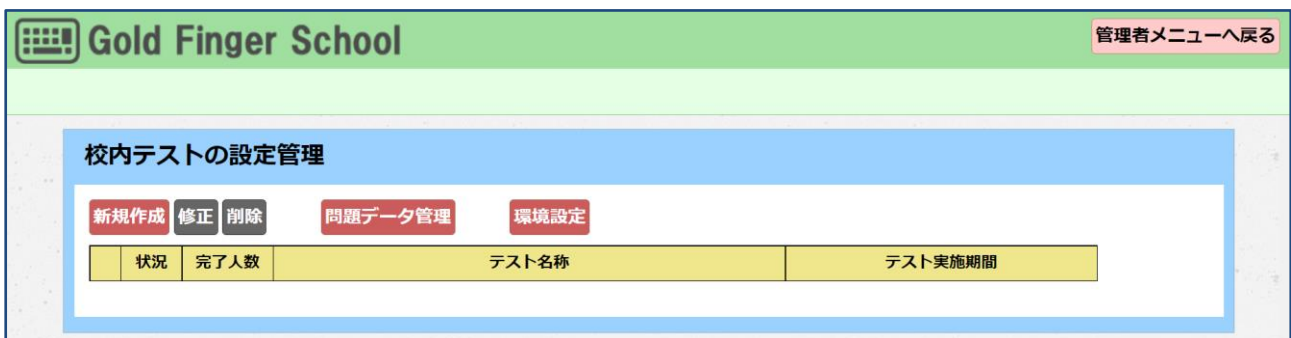 Gold Finger School
管理者メニューへ戻る
校内テストの設定管理
新規作成 修正 削除 問題データ管理 環境設定
状況 完了人数 テスト名称 テスト実施期間